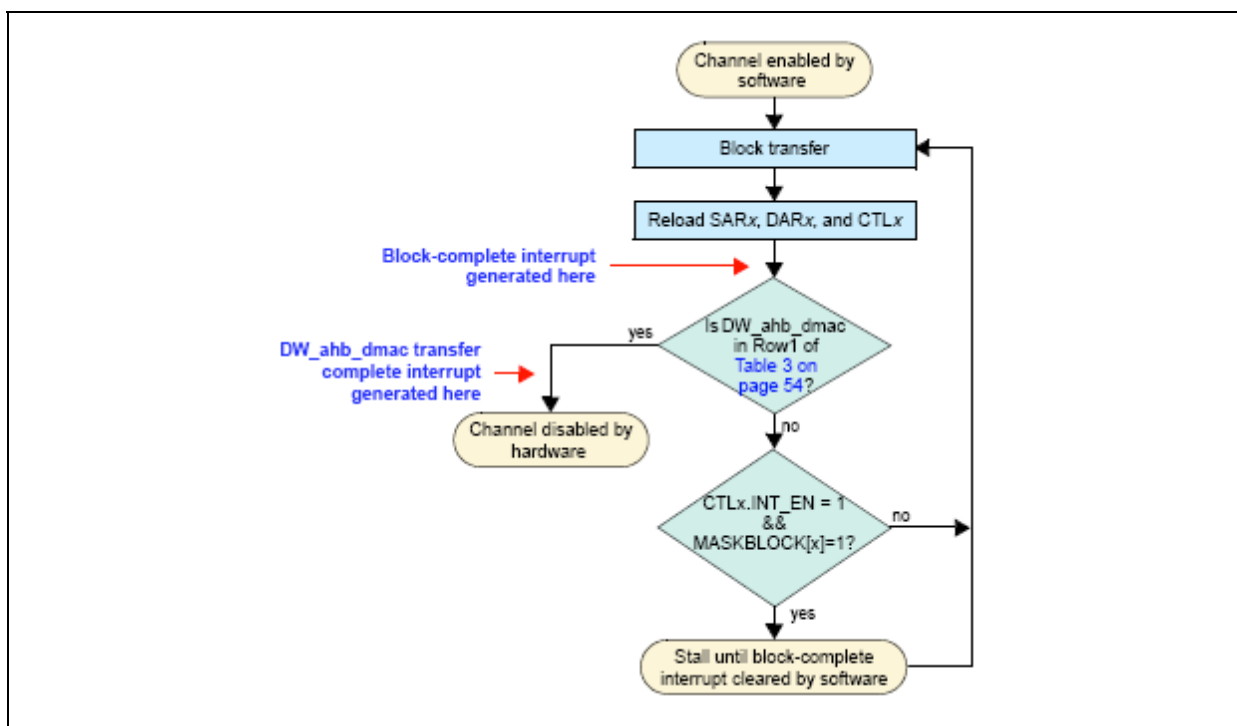 Channel enabled by
software
Block transfer
Reload SARx, DARx, and CTLx
Block-complete interrupt
generated here
Is DW_ahb_dmac
in Row1 of
Table 3 on
page 54?
yes
DW_ahb_dmac transfer
complete interrupt
generated here
Channel disabled by
hardware
no
CTLx.INT_EN = 1
&&
MASKBLOCK[x]=1?
no
yes
Stall until block-complete
interrupt cleared by software